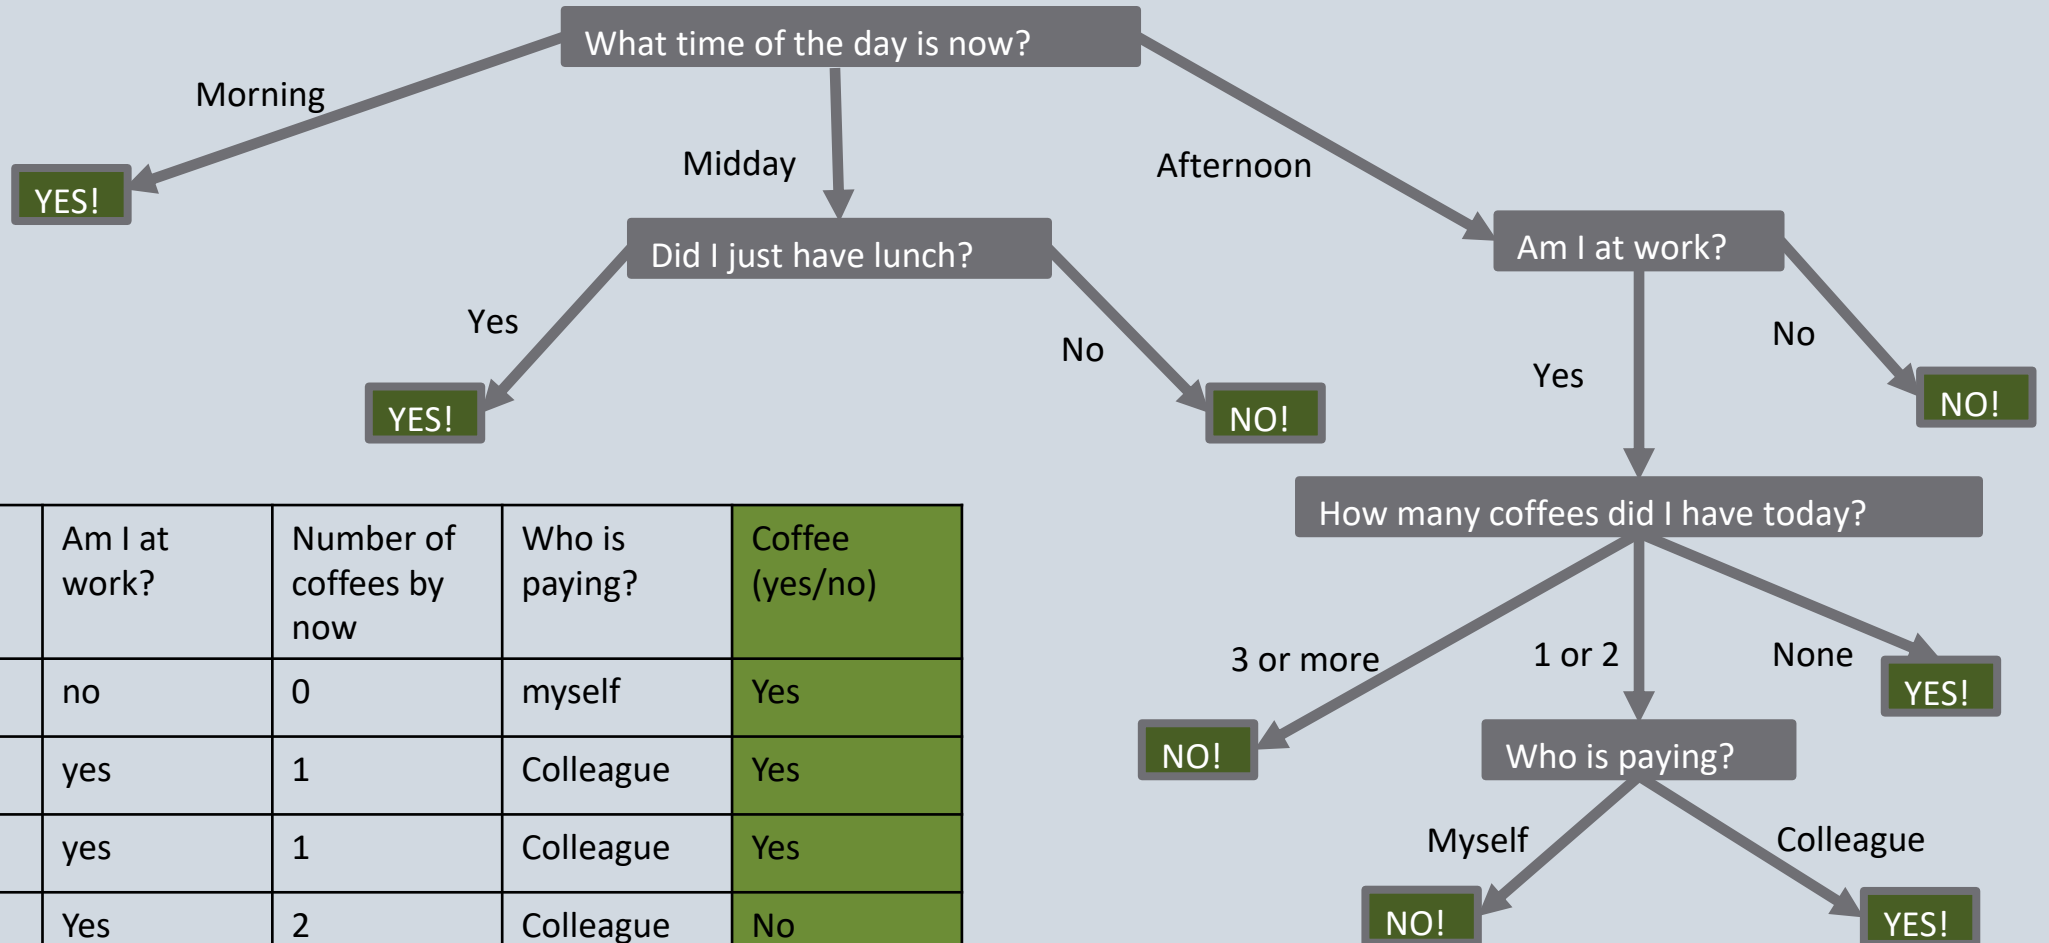 What time of the day is now?
Morning
Midday
Afternoon
YES!
Did I just have lunch?
Am I at work?
Yes
No
Yes
No
YES!
NO!
NO!
How many coffees did I have today?
3 or more
1 or 2
None
NO!
Who is paying?
YES!
Myself
Colleague
NO!
YES!
Am I at
work?
Number of
coffees by
now
Who is
paying?
Coffee
(yes/no)
no
0
myself
Yes
yes
1
Colleague
Yes
yes
1
Colleague
Yes
Yes
2
Colleague
No